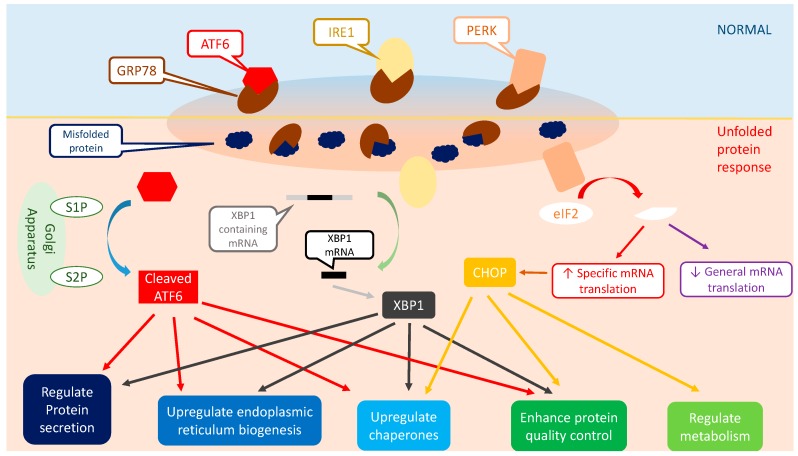 NORMAL
IRE1
PERK
ATF6
GRP78
Misfolded
protein
Unfolded
protein
response
S1P
Golgi
Apparatus
S2P
XBP1
containing
mRNA
XBP1
mRNA
eIF2
Cleaved
ATF6
XBP1
CHOP
↑ Specific mRNA
translation
↓ General mRNA
translation
Regulate
Protein
secretion
Upregulate endoplasmic
reticulum biogenesis
Upregulate
chaperones
Enhance protein
quality control
Regulate
metabolism